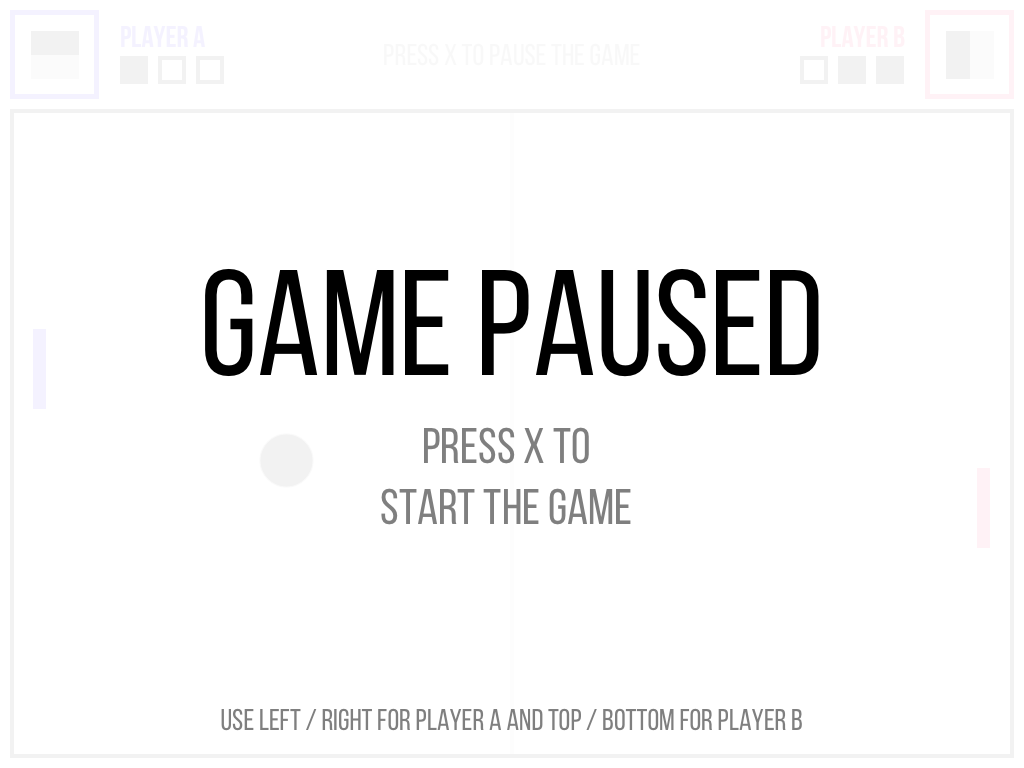 PLAYER A
PRESS X TO PAUSE THE GAME
PLAYER B
GAME PAUSED
PRESS X TO
START THE GAME
USE LEFT / RIGHT FOR PLAYER A AND TOP / BOTTOM FOR PLAYER B